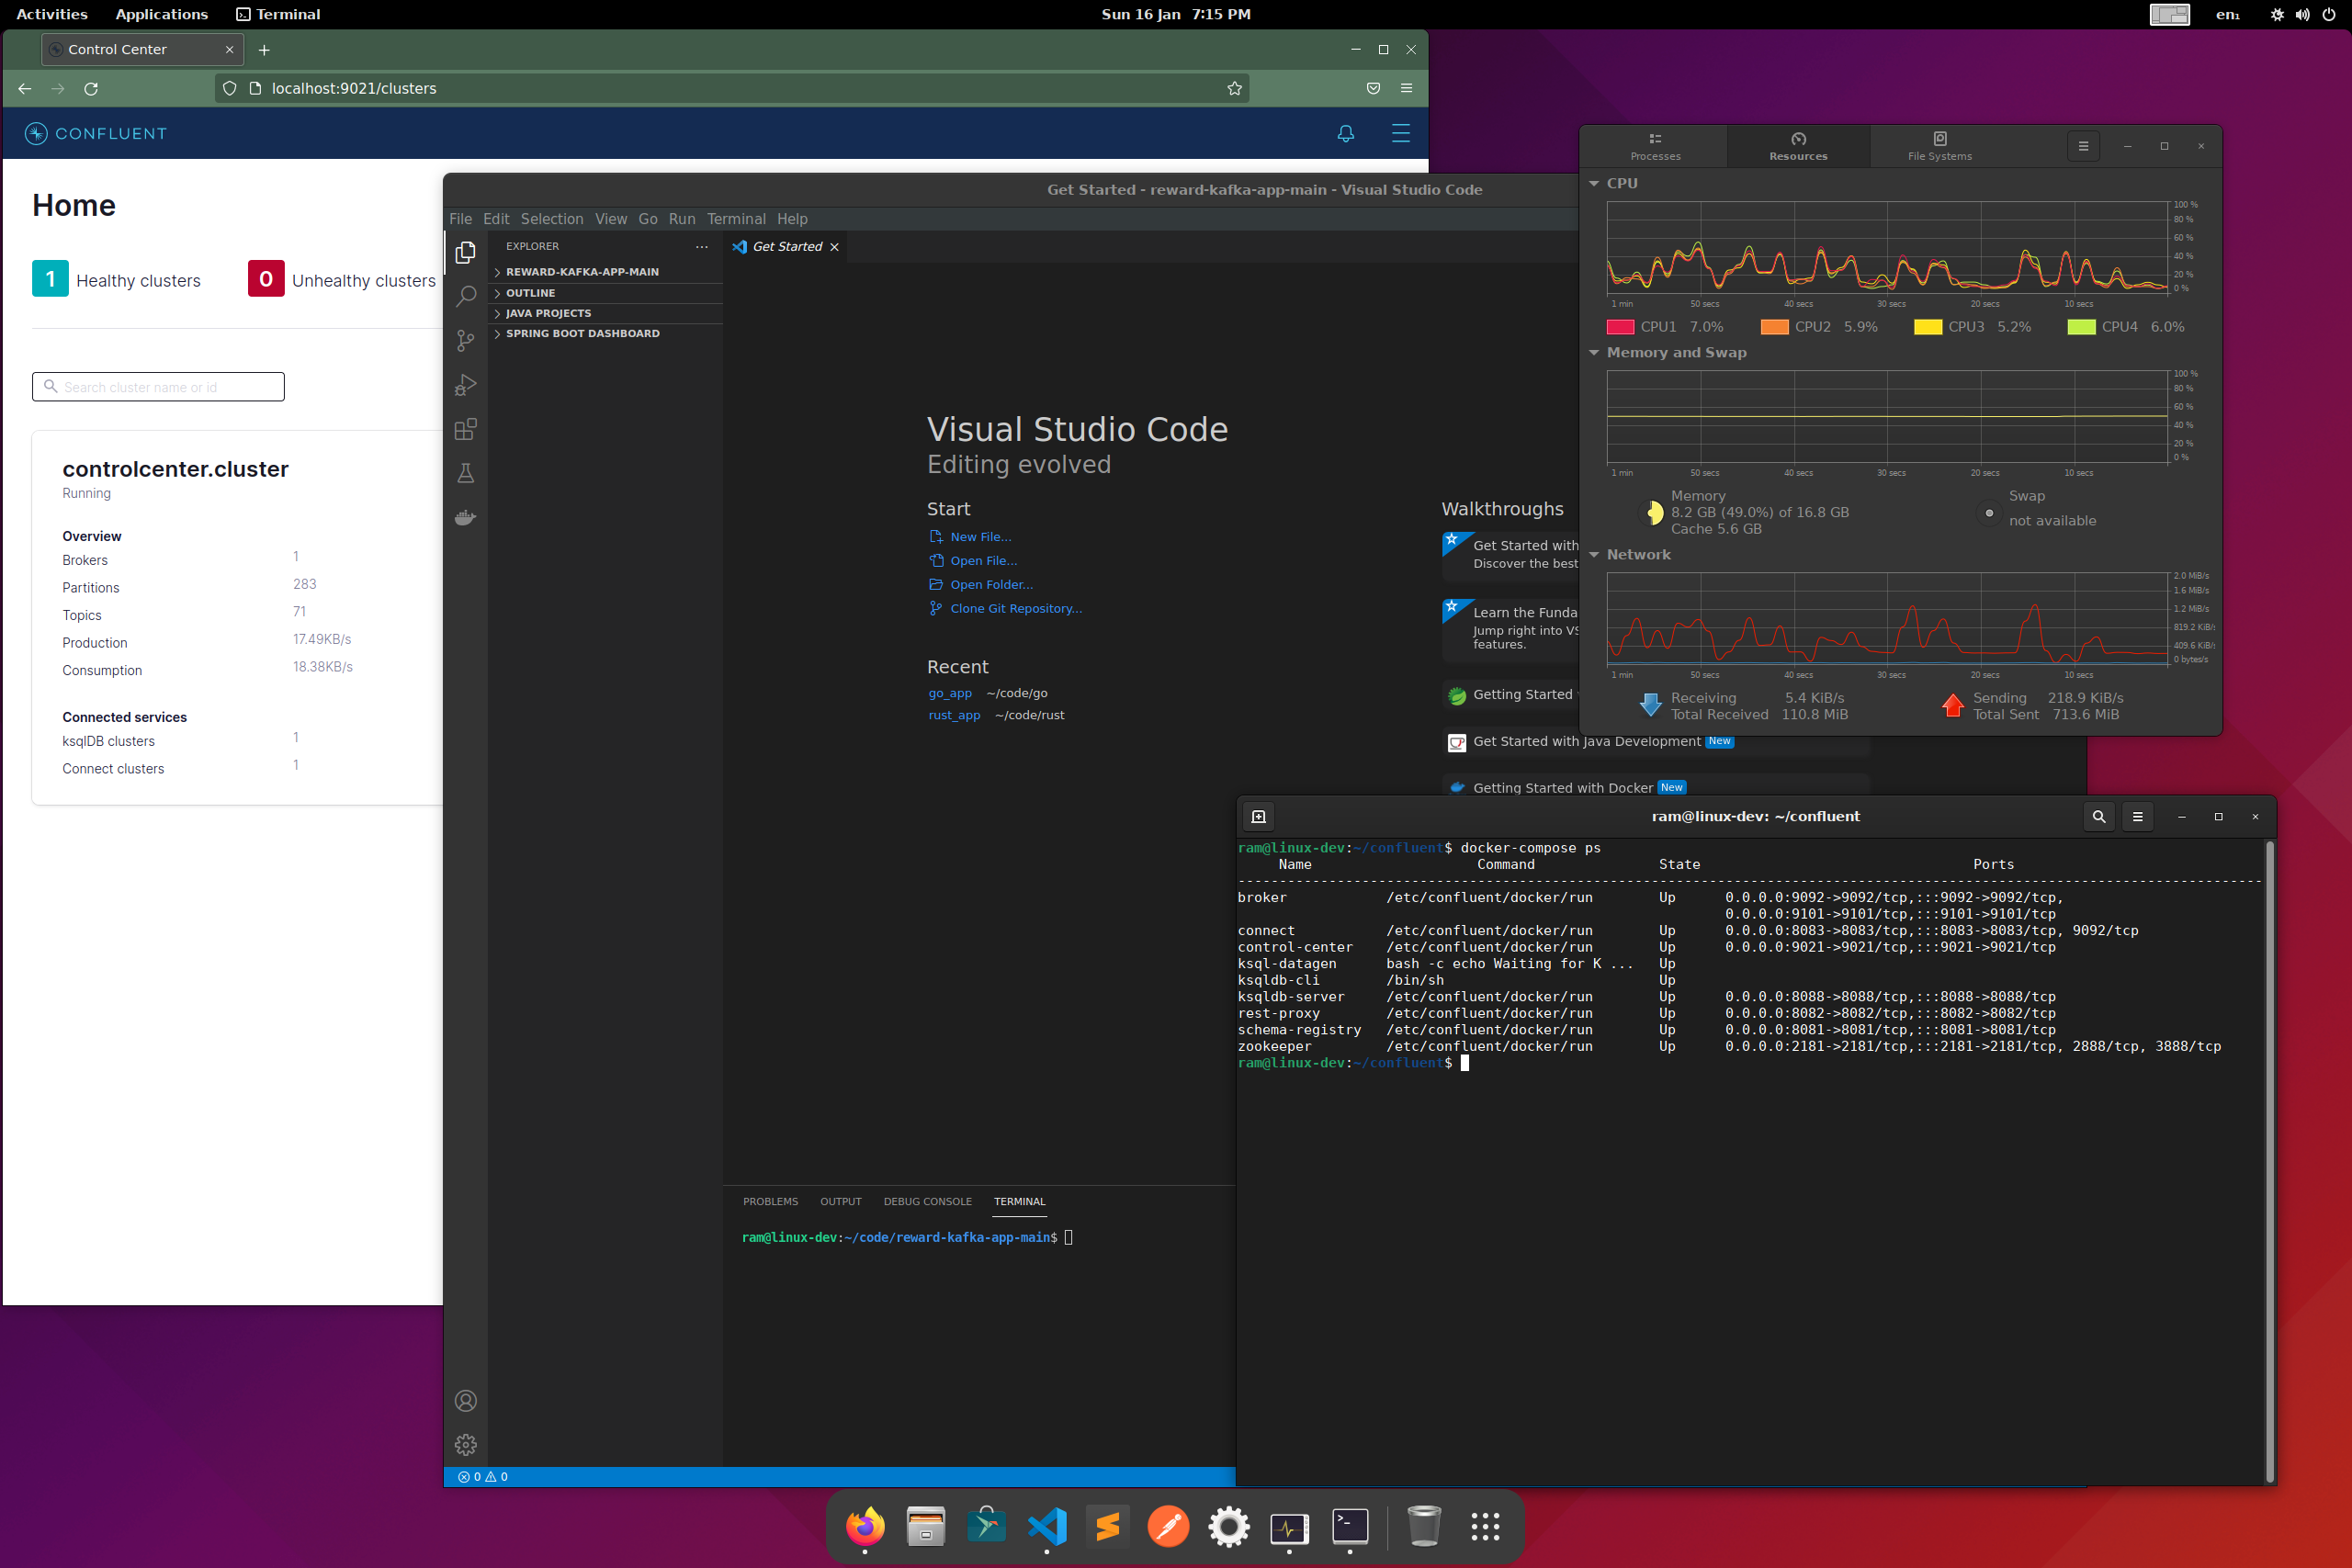 Activities Applications Terminal Sun 16 Jan 7:15 PM en₁
Control Center
localhost:9021/clusters
CONFLUENT
Home
1 Healthy clusters 0 Unhealthy clusters
Search cluster name or id
controlcenter.cluster
Running
Overview
Brokers 1
Partitions 283
Topics 71
Production 17.49KB/s
Consumption 18.38KB/s
Connected services
ksqlDB clusters 1
Connect clusters 1
Get Started - reward-kafka-app-main - Visual Studio Code
File Edit Selection View Go Run Terminal Help
EXPLORER
REWARD-KAFKA-APP-MAIN
OUTLINE
JAVA PROJECTS
SPRING BOOT DASHBOARD
Get Started
Visual Studio Code
Editing evolved
Start
New File...
Open File...
Open Folder...
Clone Git Repository...
Recent
go_app ~/code/go
rust_app ~/code/rust
Walkthroughs
Get Started with
Discover the best
Learn the Funda
Jump right into VS
features.
Getting Started
Get Started with Java Development New
Getting Started with Docker New
PROBLEMS OUTPUT DEBUG CONSOLE TERMINAL
ram@linux-dev:~/code/reward-kafka-app-main$
0 0
Processes Resources File Systems
CPU
100 %
80 %
60 %
40 %
20 %
0 %
1 min 50 secs 40 secs 30 secs 20 secs 10 secs
CPU1 7.0% CPU2 5.9% CPU3 5.2% CPU4 6.0%
Memory and Swap
100 %
80 %
60 %
40 %
20 %
0 %
1 min 50 secs 40 secs 30 secs 20 secs 10 secs
Memory
8.2 GB (49.0%) of 16.8 GB
Cache 5.6 GB
Swap
not available
Network
2.0 MiB/s
1.6 MiB/s
1.2 MiB/s
819.2 KiB/s
409.6 KiB/s
0 bytes/s
1 min 50 secs 40 secs 30 secs 20 secs 10 secs
Receiving 5.4 KiB/s
Total Received 110.8 MiB
Sending 218.9 KiB/s
Total Sent 713.6 MiB
ram@linux-dev: ~/confluent
ram@linux-dev:~/confluent$ docker-compose ps
Name Command State Ports
--------------------------------------------------------------------------------------------------------------------------------
broker /etc/confluent/docker/run Up 0.0.0.0:9092->9092/tcp,:::9092->9092/tcp,
0.0.0.0:9101->9101/tcp,:::9101->9101/tcp
connect /etc/confluent/docker/run Up 0.0.0.0:8083->8083/tcp,:::8083->8083/tcp, 9092/tcp
control-center /etc/confluent/docker/run Up 0.0.0.0:9021->9021/tcp,:::9021->9021/tcp
ksql-datagen bash -c echo Waiting for K ... Up
ksqldb-cli /bin/sh Up
ksqldb-server /etc/confluent/docker/run Up 0.0.0.0:8088->8088/tcp,:::8088->8088/tcp
rest-proxy /etc/confluent/docker/run Up 0.0.0.0:8082->8082/tcp,:::8082->8082/tcp
schema-registry /etc/confluent/docker/run Up 0.0.0.0:8081->8081/tcp,:::8081->8081/tcp
zookeeper /etc/confluent/docker/run Up 0.0.0.0:2181->2181/tcp,:::2181->2181/tcp, 2888/tcp, 3888/tcp
ram@linux-dev:~/confluent$